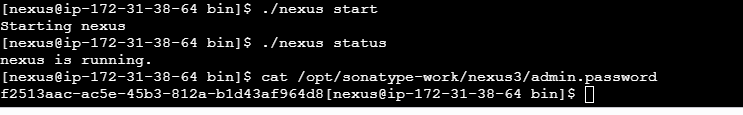 [nexus@ip-172-31-38-64 bin]$ ./nexus start
Starting nexus
[nexus@ip-172-31-38-64 bin]$ ./nexus status
nexus is running.
[nexus@ip-172-31-38-64 bin]$ cat /opt/sonatype-work/nexus3/admin.password
f2513aac-ac5e-45b3-812a-b1d43af964d8[nexus@ip-172-31-38-64 bin]$